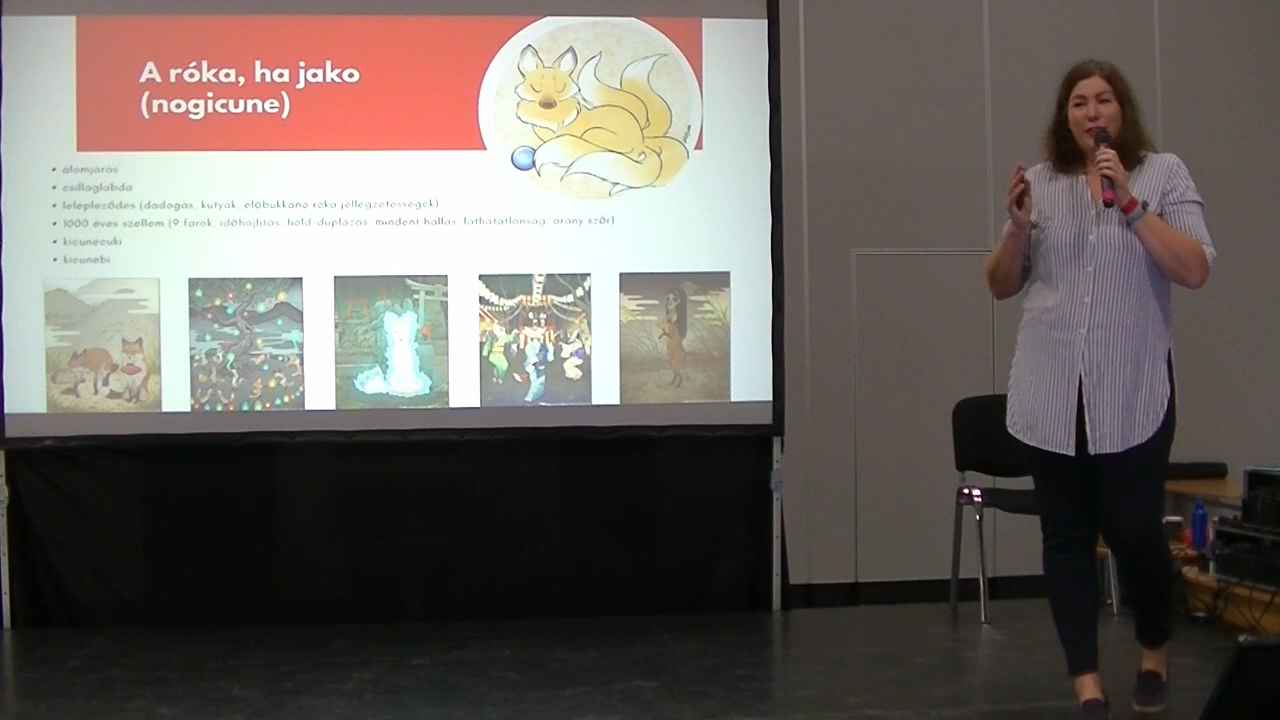 A róka, ha jako
(nogicune)
• álomjárás
• csillaglabda
• lelepleződés (dadogás, kutyák, előbukkanó róka jellegzetességek)
• 1000 éves szellem (9 farok, időhajlítás, hold-duplázás, mindent hallás, láthatatlanság, arany szőr)
• kicunecuki
• kicunebi